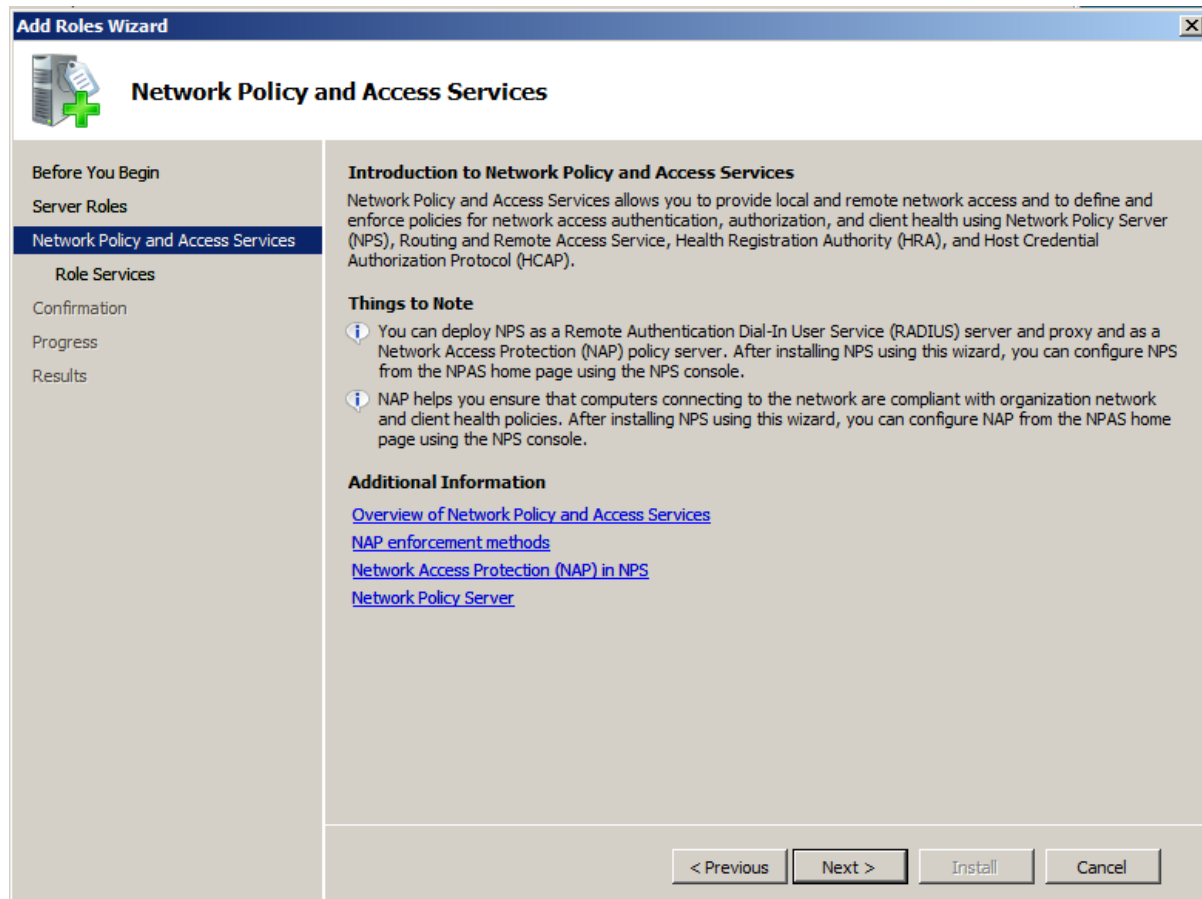 Add Roles Wizard
Network Policy and Access Services
Before You Begin
Server Roles
Network Policy and Access Services
Role Services
Confirmation
Progress
Results
Introduction to Network Policy and Access Services
Network Policy and Access Services allows you to provide local and remote network access and to define and
enforce policies for network access authentication, authorization, and client health using Network Policy Server
(NPS), Routing and Remote Access Service, Health Registration Authority (HRA), and Host Credential
Authorization Protocol (HCAP).
Things to Note
You can deploy NPS as a Remote Authentication Dial-In User Service (RADIUS) server and proxy and as a
Network Access Protection (NAP) policy server. After installing NPS using this wizard, you can configure NPS
from the NPAS home page using the NPS console.
NAP helps you ensure that computers connecting to the network are compliant with organization network
and client health policies. After installing NPS using this wizard, you can configure NAP from the NPAS home
page using the NPS console.
Additional Information
Overview of Network Policy and Access Services
NAP enforcement methods
Network Access Protection (NAP) in NPS
Network Policy Server
< Previous
Next >
Install
Cancel